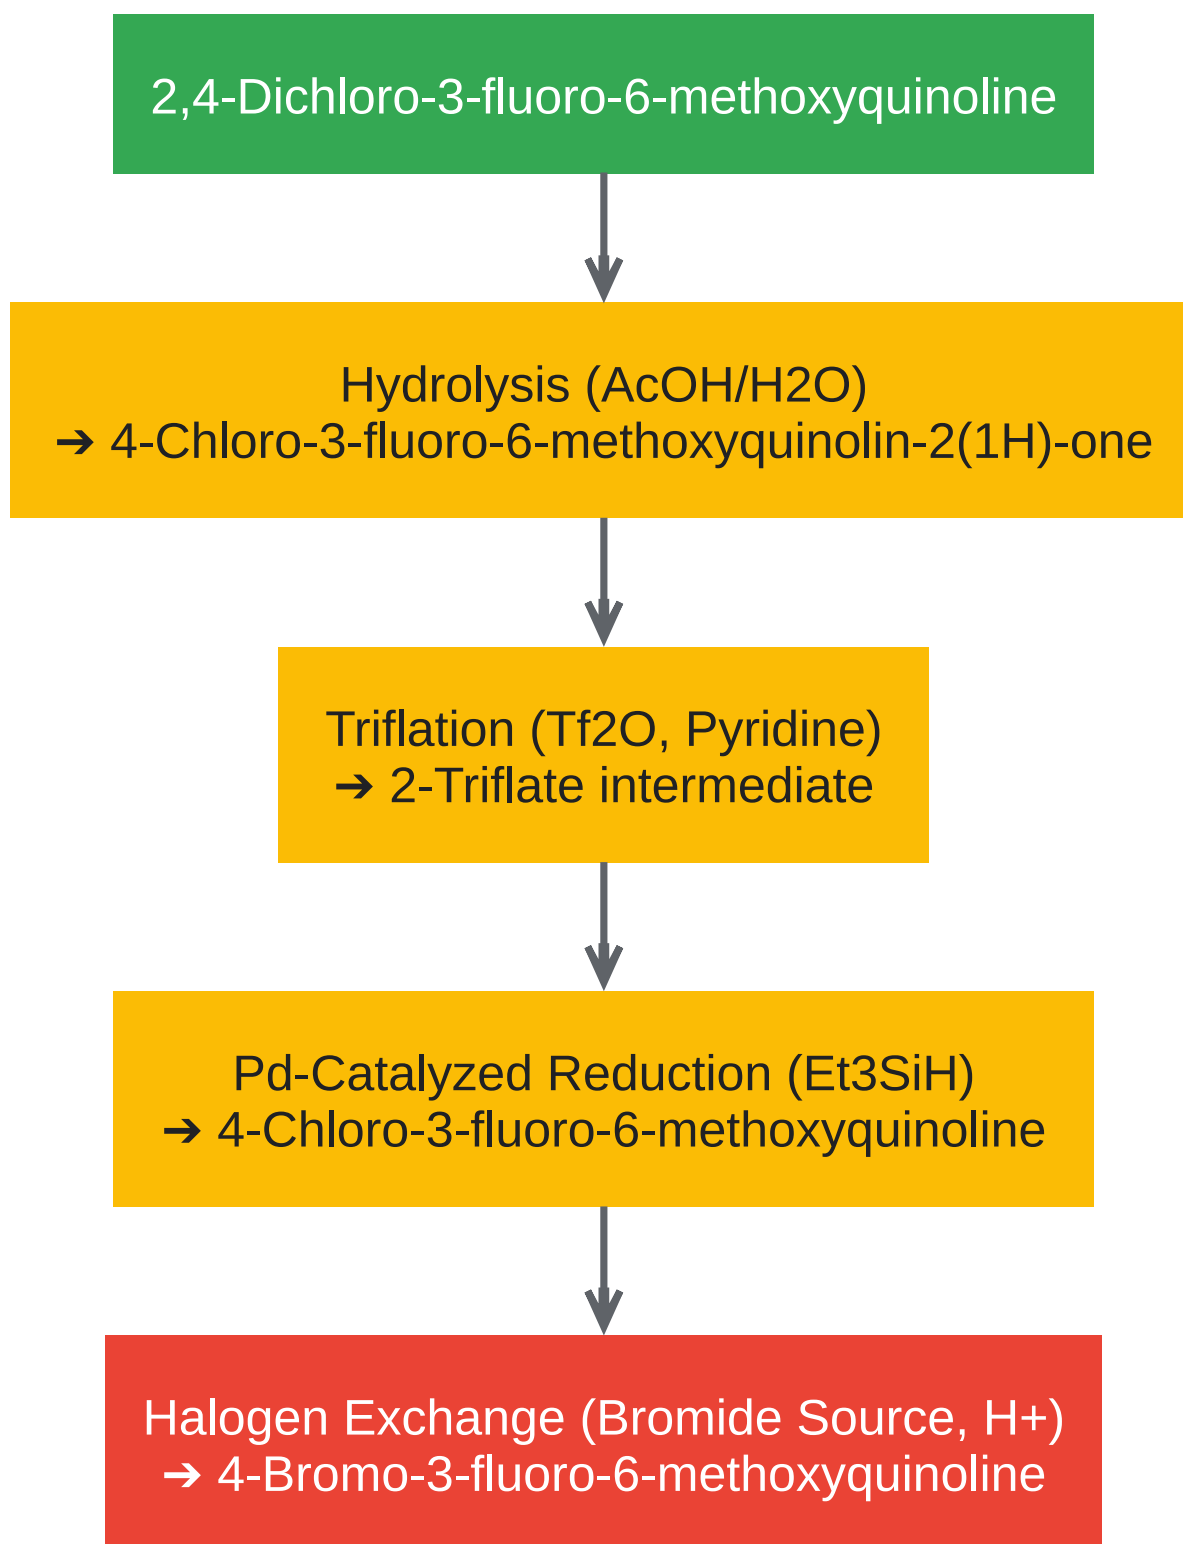 2,4-Dichloro-3-fluoro-6-methoxyquinoline
Hydrolysis (AcOH/H2O)
➔ 4-Chloro-3-fluoro-6-methoxyquinolin-2(1H)-one
Triflation (Tf2O, Pyridine)
➔ 2-Triflate intermediate
Pd-Catalyzed Reduction (Et3SiH)
➔ 4-Chloro-3-fluoro-6-methoxyquinoline
Halogen Exchange (Bromide Source, H+)
➔ 4-Bromo-3-fluoro-6-methoxyquinoline